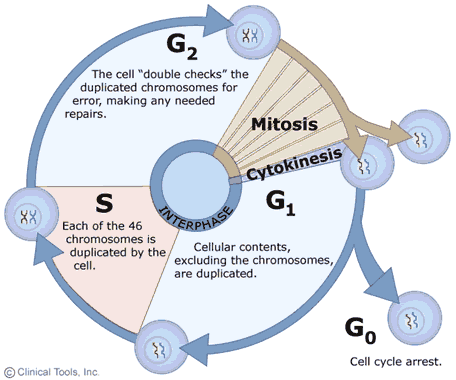 G2
The cell “double checks” the
duplicated chromosomes for
error, making any needed
repairs.
Mitosis
Cytokinesis
S
Each of the 46
chromosomes is
duplicated by the
cell.
INTERPHASE
G1
Cellular contents,
excluding the chromosomes,
are duplicated.
G0
Cell cycle arrest.
© Clinical Tools, Inc.